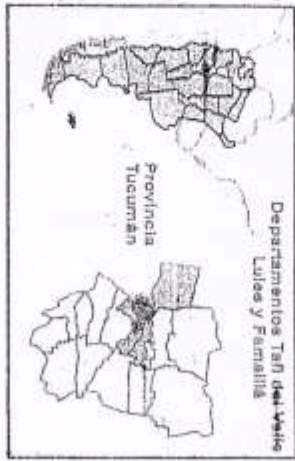 Departamentos Tafí del Valle
Lules y Famaillá
Provincia
Tucumán